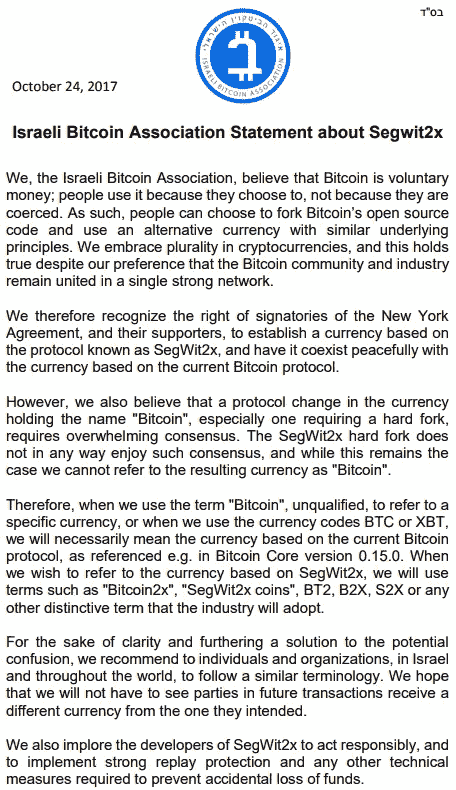 בס"ד
איגוד הביטקוין הישראלי
ISRAELI BITCOIN ASSOCIATION
October 24, 2017
Israeli Bitcoin Association Statement about Segwit2x
We, the Israeli Bitcoin Association, believe that Bitcoin is voluntary
money; people use it because they choose to, not because they are
coerced. As such, people can choose to fork Bitcoin's open source
code and use an alternative currency with similar underlying
principles. We embrace plurality in cryptocurrencies, and this holds
true despite our preference that the Bitcoin community and industry
remain united in a single strong network.
We therefore recognize the right of signatories of the New York
Agreement, and their supporters, to establish a currency based on
the protocol known as SegWit2x, and have it coexist peacefully with
the currency based on the current Bitcoin protocol.
However, we also believe that a protocol change in the currency
holding the name "Bitcoin", especially one requiring a hard fork,
requires overwhelming consensus. The SegWit2x hard fork does
not in any way enjoy such consensus, and while this remains the
case we cannot refer to the resulting currency as "Bitcoin".
Therefore, when we use the term "Bitcoin", unqualified, to refer to a
specific currency, or when we use the currency codes BTC or XBT,
we will necessarily mean the currency based on the current Bitcoin
protocol, as referenced e.g. in Bitcoin Core version 0.15.0. When
we wish to refer to the currency based on SegWit2x, we will use
terms such as "Bitcoin2x", "SegWit2x coins", BT2, B2X, S2X or any
other distinctive term that the industry will adopt.
For the sake of clarity and furthering a solution to the potential
confusion, we recommend to individuals and organizations, in Israel
and throughout the world, to follow a similar terminology. We hope
that we will not have to see parties in future transactions receive a
different currency from the one they intended.
We also implore the developers of SegWit2x to act responsibly, and
to implement strong replay protection and any other technical
measures required to prevent accidental loss of funds.